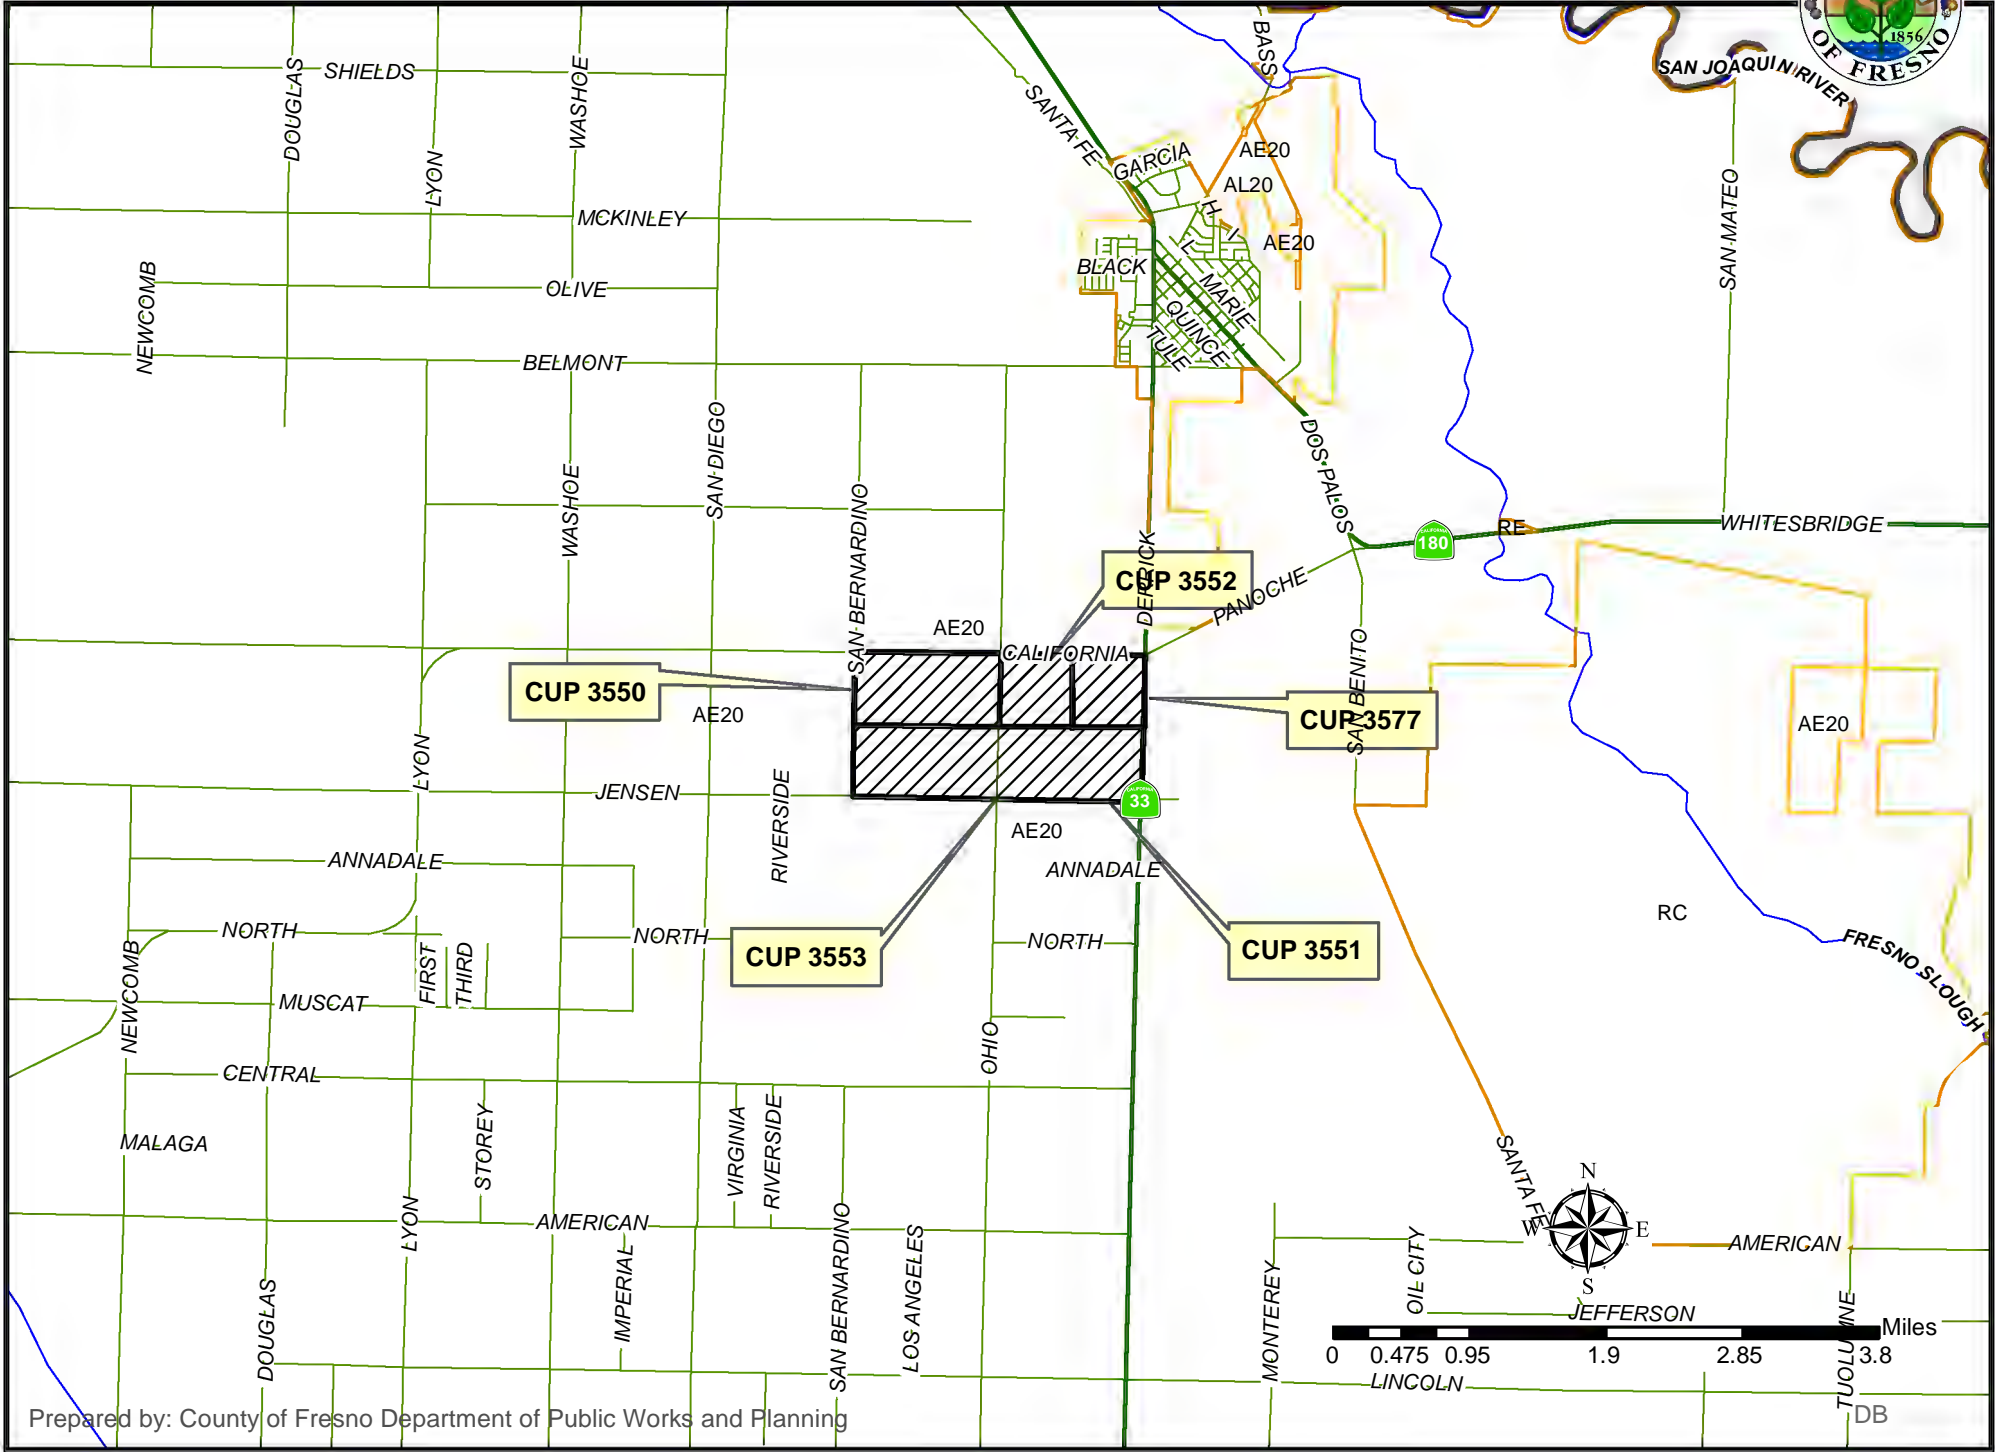 BASS
1856
OF FRESNO
SAN JOAQUIN RIVER
SHIELDS
DOUGLAS
WASHOE
LYON
SANTA FE
GARCIA
AE20
AL20
HILL
AE20
MCKINLEY
SAN MATEO
BLACK
NEWCOMB
OLIVE
MARIE
QUINCE
TULE
BELMONT
SAN DIEGO
DOS PALOS
WASHOE
SAN BERNARDINO
WHITESBRIDGE
RE
CALIFORNIA
180
DERRICK
CUP 3552
PANOCHE
AE20
CALIFORNIA
SAN BENITO
CUP 3550
AE20
CUP 3577
AE20
LYON
JENSEN
RIVERSIDE
CALIFORNIA
33
AE20
ANNADALE
ANNADALE
RC
NORTH
NORTH
NORTH
CUP 3553
CUP 3551
FRESNO SLOUGH
FIRST
THIRD
NEWCOMB
MUSCAT
OHIO
CENTRAL
MALAGA
STOREY
VIRGINIA
RIVERSIDE
SANTA FE
N
W
E
S
LYON
AMERICAN
AMERICAN
SAN BERNARDINO
LOS ANGELES
IMPERIAL
DOUGLAS
MONTEREY
OIL CITY
JEFFERSON
TUOLUMNE
Miles
0 0.475 0.95 1.9 2.85 3.8
LINCOLN
Prepared by: County of Fresno Department of Public Works and Planning
DB